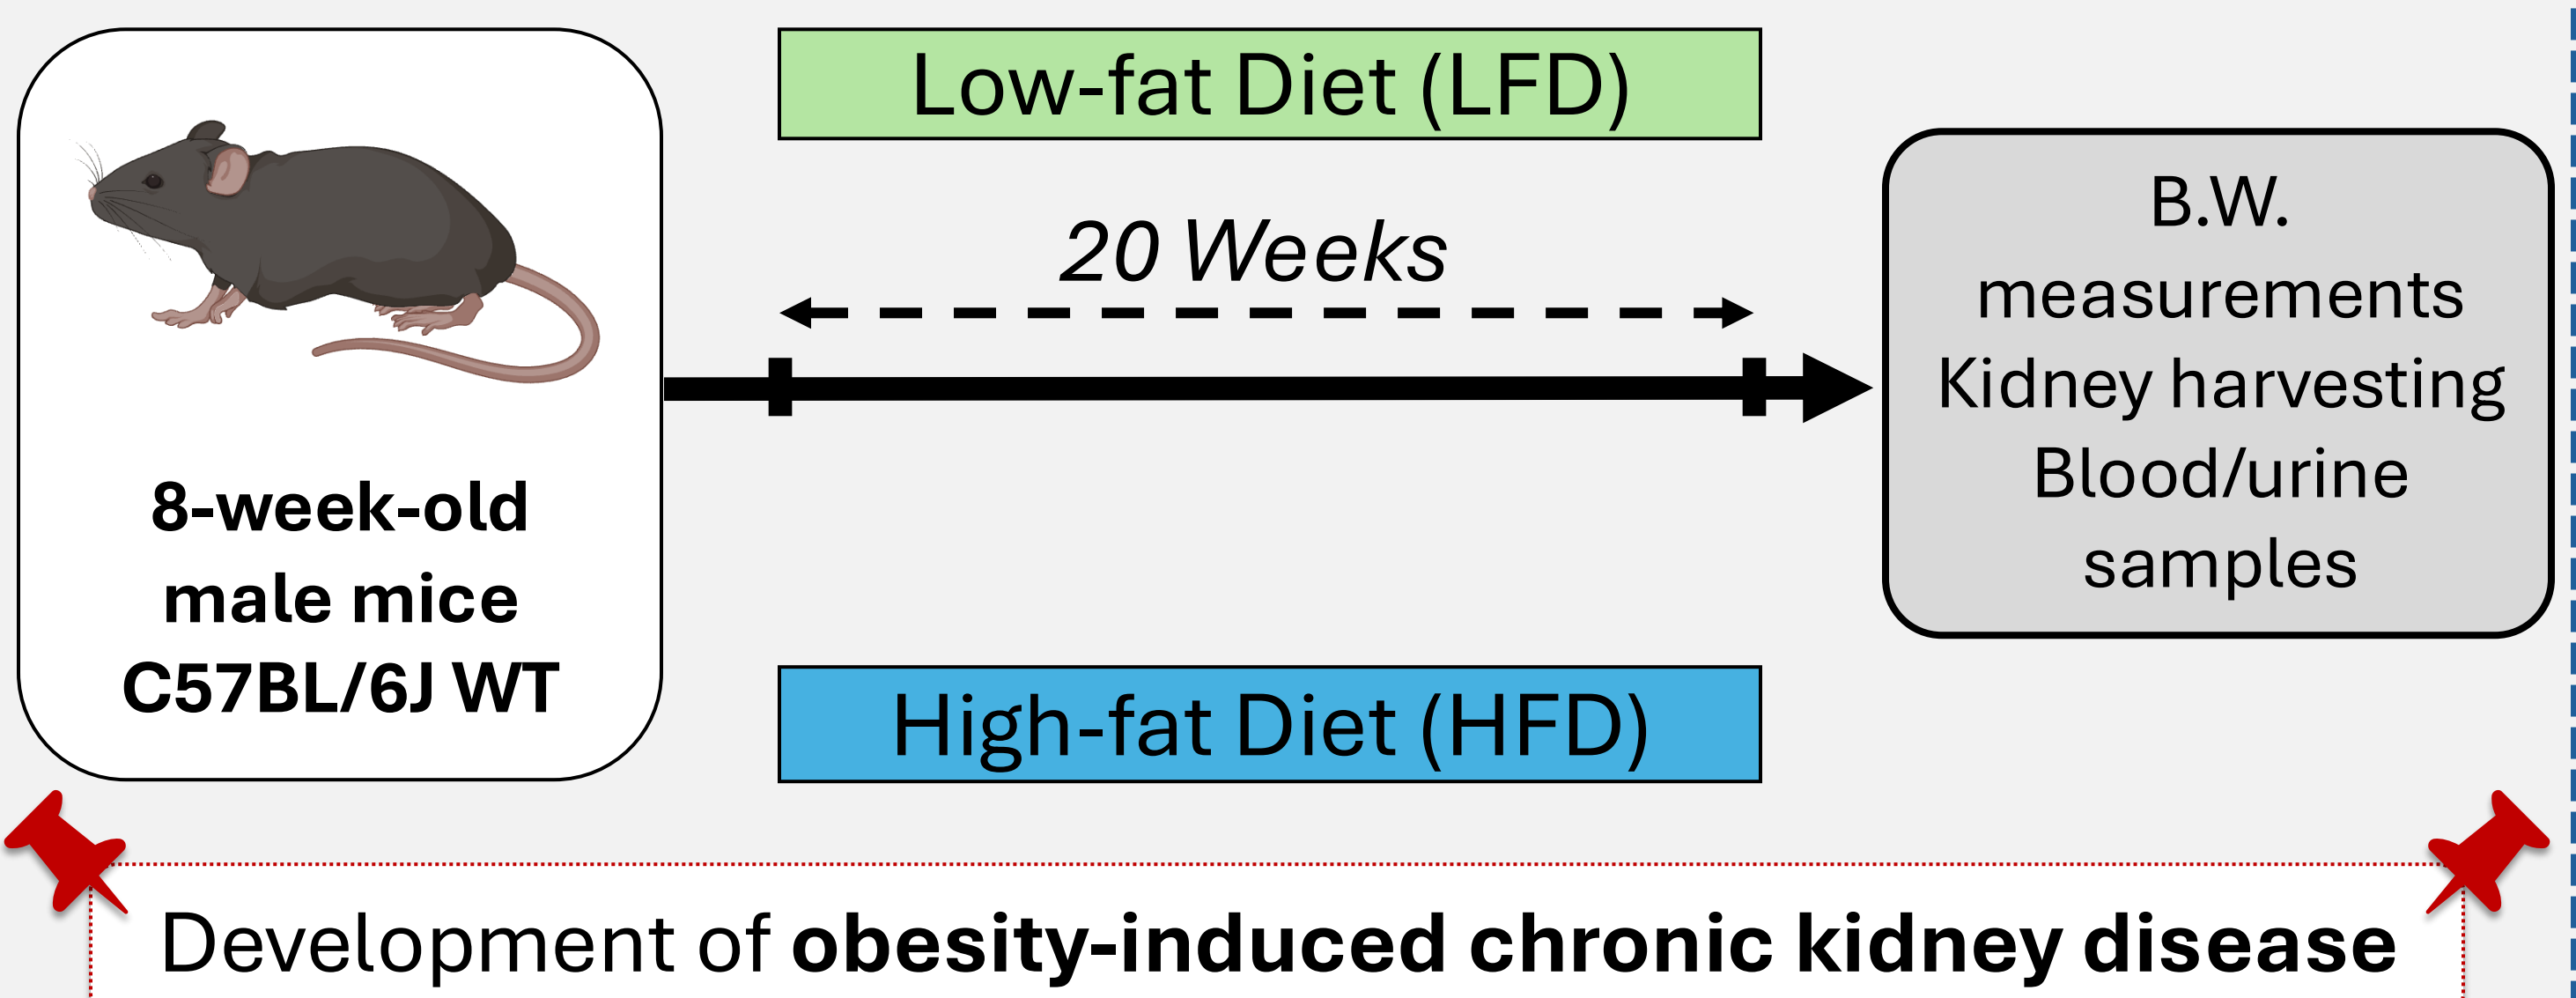 8-week-old
male mice
C57BL/6J WT
Low-fat Diet (LFD)
20 Weeks
High-fat Diet (HFD)
B.W.
measurements
Kidney harvesting
Blood/urine
samples
Development of obesity-induced chronic kidney disease